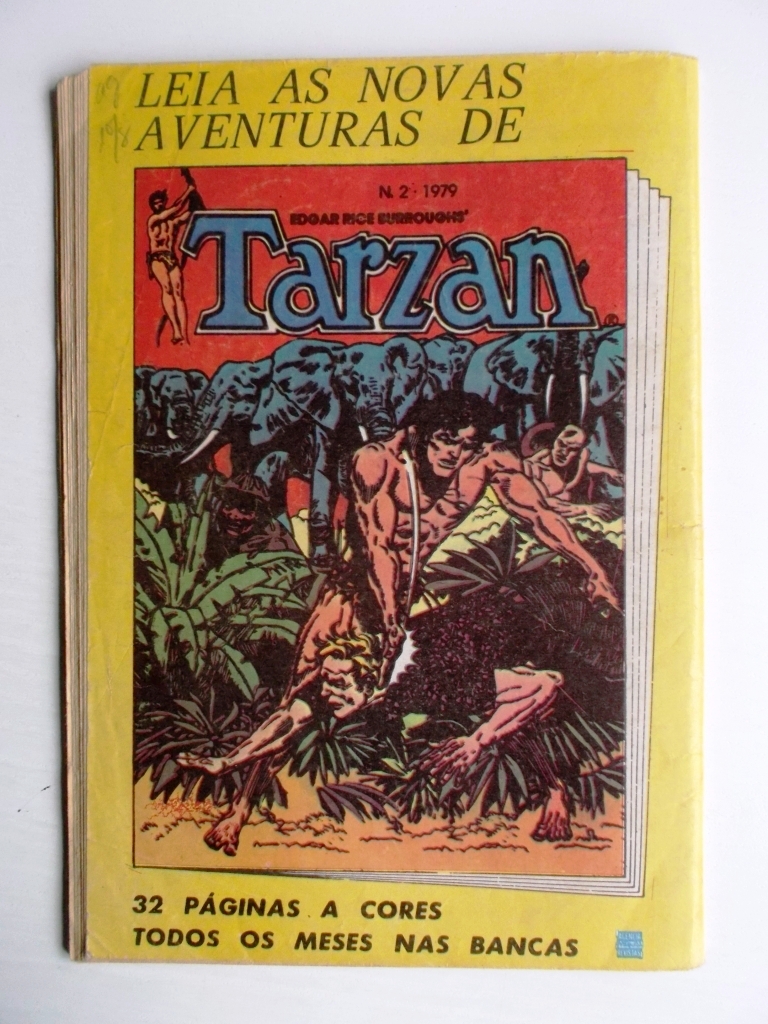 LEIA AS NOVAS
AVENTURAS DE
N. 2 - 1979
EDGAR RICE BURROUGHS'
Tarzan
®
32 PÁGINAS A CORES
TODOS OS MESES NAS BANCAS